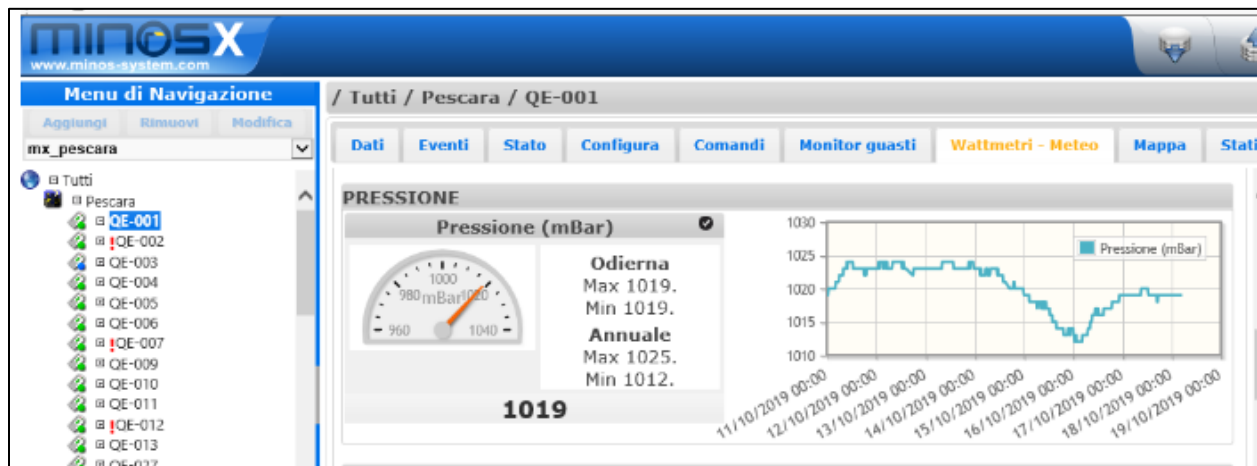 minosX
www.minos-system.com
Menu di Navigazione
Aggiungi Rimuovi Modifica
mx_pescara
Tutti
Pescara
QE-001
!QE-002
QE-003
QE-004
QE-005
QE-006
!QE-007
QE-009
QE-010
QE-011
!QE-012
QE-013
QE-027
/ Tutti / Pescara / QE-001
Dati Eventi Stato Configura Comandi Monitor guasti Wattmetri - Meteo Mappa Stati
PRESSIONE
Pressione (mBar)
960 980 1000 1020 1040
mBar
Odierna
Max 1019.
Min 1019.
Annuale
Max 1025.
Min 1012.
1019
1030
1025
1020
1015
1010
Pressione (mBar)
11/10/2019 00:00
12/10/2019 00:00
13/10/2019 00:00
14/10/2019 00:00
15/10/2019 00:00
16/10/2019 00:00
17/10/2019 00:00
18/10/2019 00:00
19/10/2019 00:00